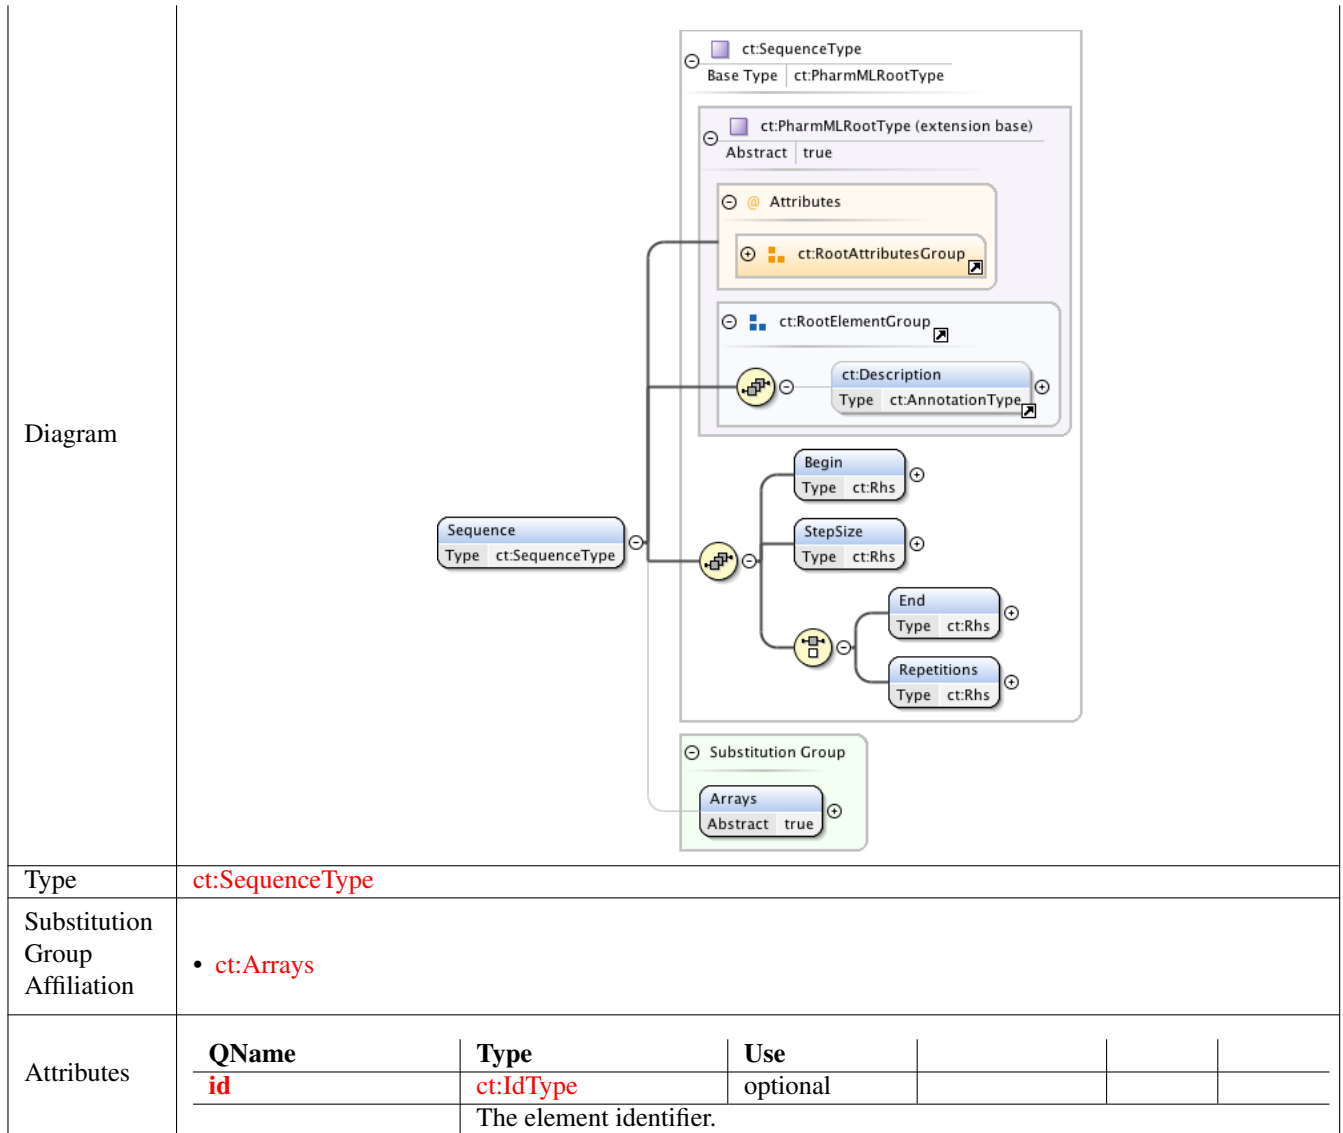 Diagram
ct:SequenceType
Base Type ct:PharmMLRootType
ct:PharmMLRootType (extension base)
Abstract true
@ Attributes
ct:RootAttributesGroup
ct:RootElementGroup
ct:Description
Type ct:AnnotationType
Begin
Type ct:Rhs
StepSize
Type ct:Rhs
Sequence
Type ct:SequenceType
End
Type ct:Rhs
Repetitions
Type ct:Rhs
Substitution Group
Arrays
Abstract true
Type ct:SequenceType
Substitution
Group
Affiliation
• ct:Arrays
Attributes
QName Type Use
id ct:IdType optional
The element identifier.